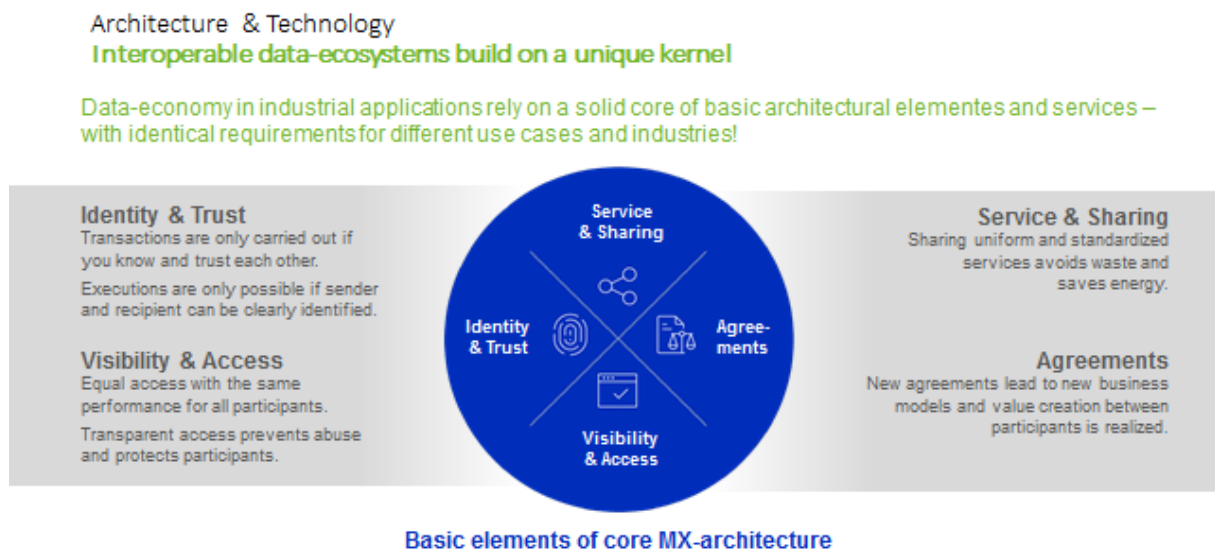 Architecture & Technology
Interoperable data-ecosystems build on a unique kernel
Data-economy in industrial applications rely on a solid core of basic architectural elementes and services –
with identical requirements for different use cases and industries!
Identity & Trust
Transactions are only carried out if
you know and trust each other.
Executions are only possible if sender
and recipient can be clearly identified.
Visibility & Access
Equal access with the same
performance for all participants.
Transparent access prevents abuse
and protects participants.
Service
& Sharing
Identity
& Trust
Agree-
ments
Visibility
& Access
Service & Sharing
Sharing uniform and standardized
services avoids waste and
saves energy.
Agreements
New agreements lead to new business
models and value creation between
participants is realized.
Basic elements of core MX-architecture